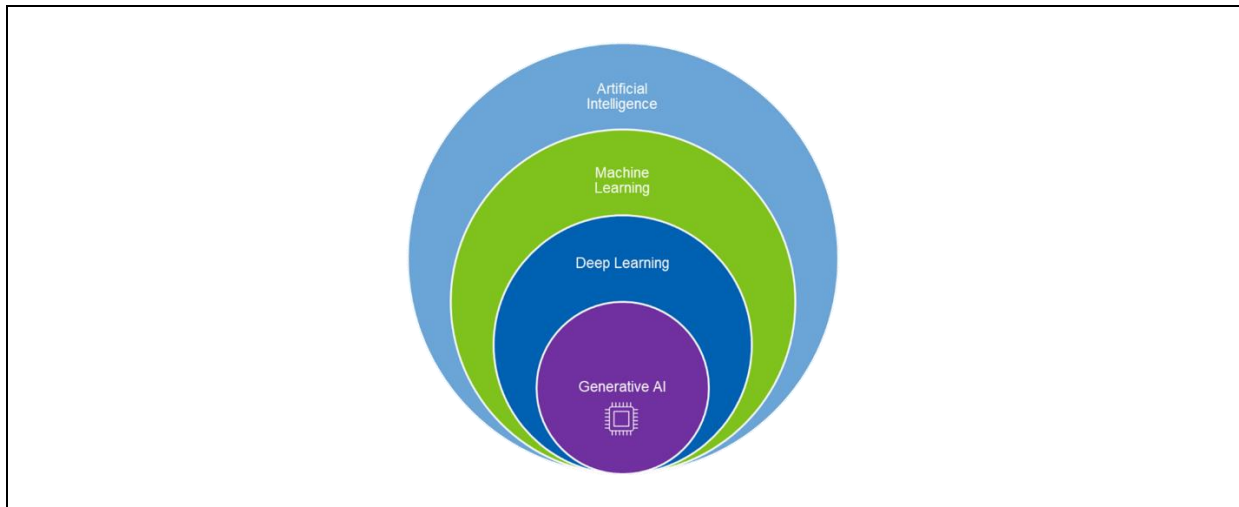 Artificial
Intelligence
Machine
Learning
Deep Learning
Generative AI